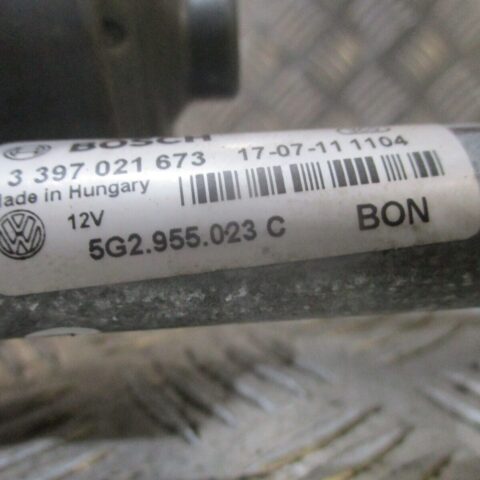 BOSCH
3 397 021 673 17-07-11 1104
Made in Hungary
12V
5G2.955.023 C BON